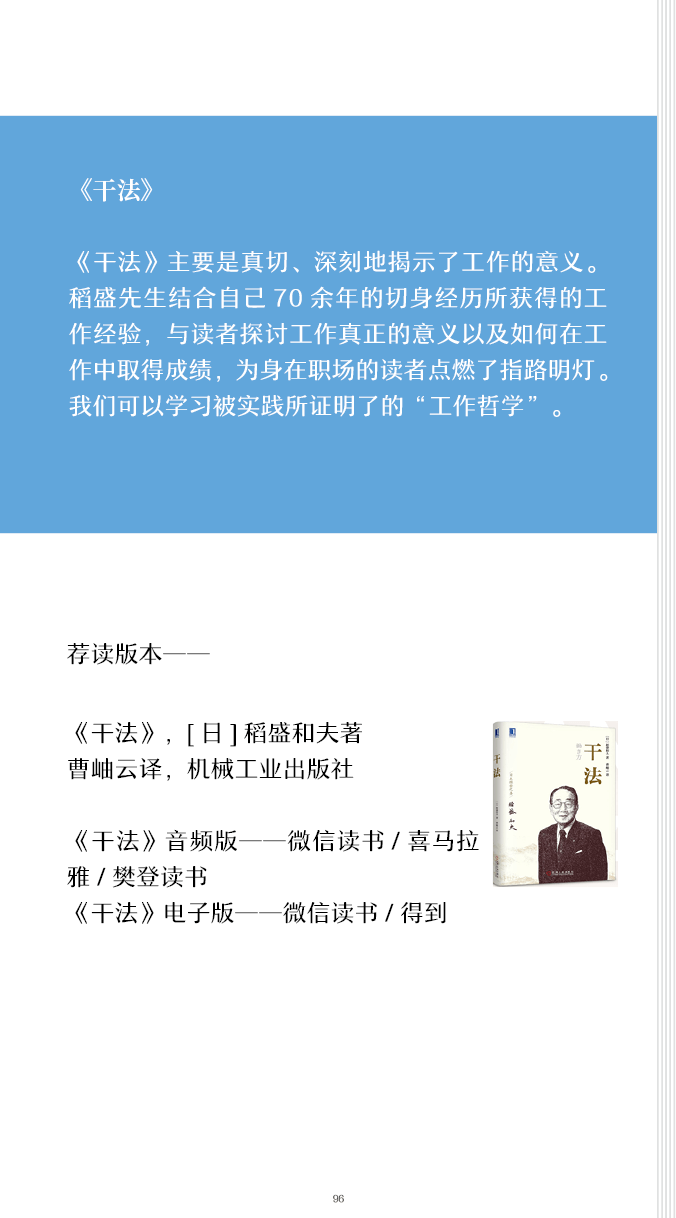 《干法》
《干法》主要是真切、深刻地揭示了工作的意义。
稻盛先生结合自己 70 余年的切身经历所获得的工
作经验，与读者探讨工作真正的意义以及如何在工
作中取得成绩，为身在职场的读者点燃了指路明灯。
我们可以学习被实践所证明了的“工作哲学”。
荐读版本——
《干法》，[ 日 ] 稻盛和夫著
曹岫云译，机械工业出版社
干法
干法
《干法》音频版——微信读书 / 喜马拉
雅 / 樊登读书
《干法》电子版——微信读书 / 得到
96